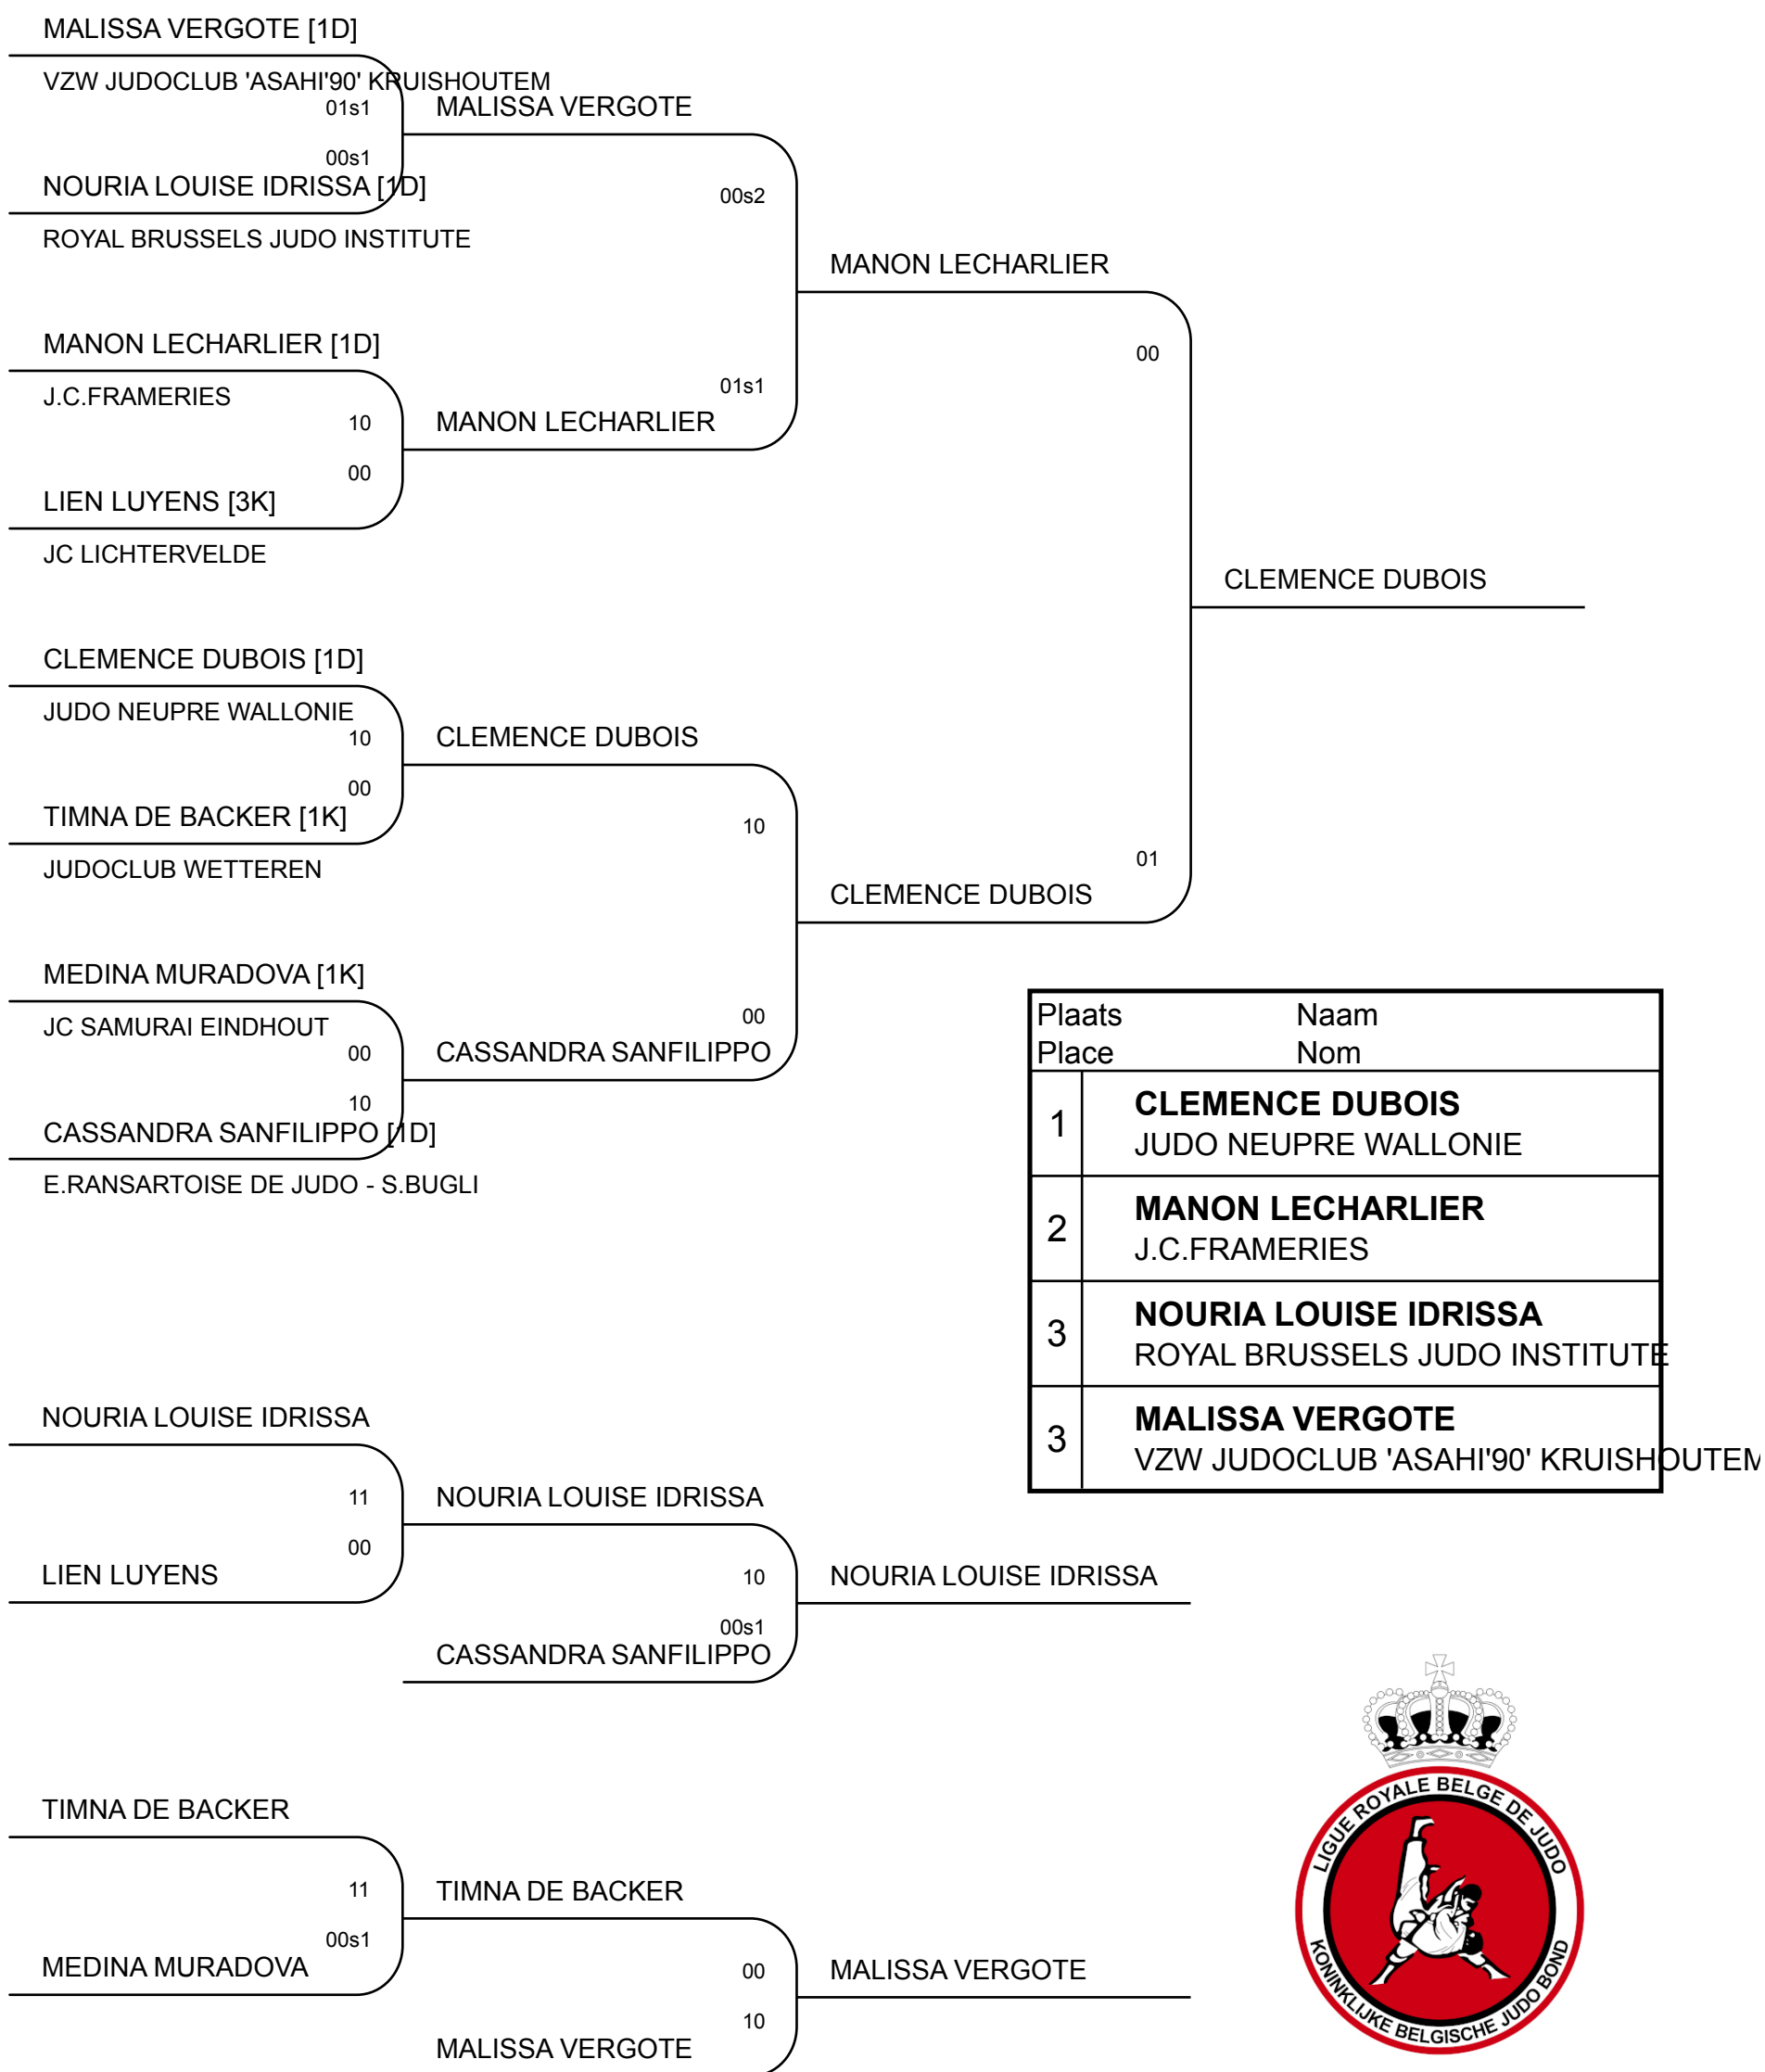 MALISSA VERGOTE [1D]
VZW JUDOCLUB 'ASAHI'90' KRUISHOUTEM
01s1
MALISSA VERGOTE
00s1
NOURIA LOUISE IDRISSA [1D]
00s2
ROYAL BRUSSELS JUDO INSTITUTE
MANON LECHARLIER
MANON LECHARLIER [1D]
00
J.C.FRAMERIES
01s1
10
MANON LECHARLIER
00
LIEN LUYENS [3K]
JC LICHTERVELDE
CLEMENCE DUBOIS
CLEMENCE DUBOIS [1D]
JUDO NEUPRE WALLONIE
10
CLEMENCE DUBOIS
00
TIMNA DE BACKER [1K]
10
JUDOCLUB WETTEREN
01
CLEMENCE DUBOIS
MEDINA MURADOVA [1K]
JC SAMURAI EINDHOUT
00
00
CASSANDRA SANFILIPPO
10
CASSANDRA SANFILIPPO [1D]
E.RANSARTOISE DE JUDO - S.BUGLI
Plaats Naam
Place Nom
1 CLEMENCE DUBOIS
JUDO NEUPRE WALLONIE
2 MANON LECHARLIER
J.C.FRAMERIES
3 NOURIA LOUISE IDRISSA
ROYAL BRUSSELS JUDO INSTITUTE
3 MALISSA VERGOTE
VZW JUDOCLUB 'ASAHI'90' KRUISHOUTEM
NOURIA LOUISE IDRISSA
11
NOURIA LOUISE IDRISSA
00
LIEN LUYENS
10
NOURIA LOUISE IDRISSA
00s1
CASSANDRA SANFILIPPO
TIMNA DE BACKER
11
TIMNA DE BACKER
00s1
MEDINA MURADOVA
00
MALISSA VERGOTE
10
MALISSA VERGOTE
LIGUE ROYALE BELGE DE JUDO
KONINKLIJKE BELGISCHE JUDO BOND